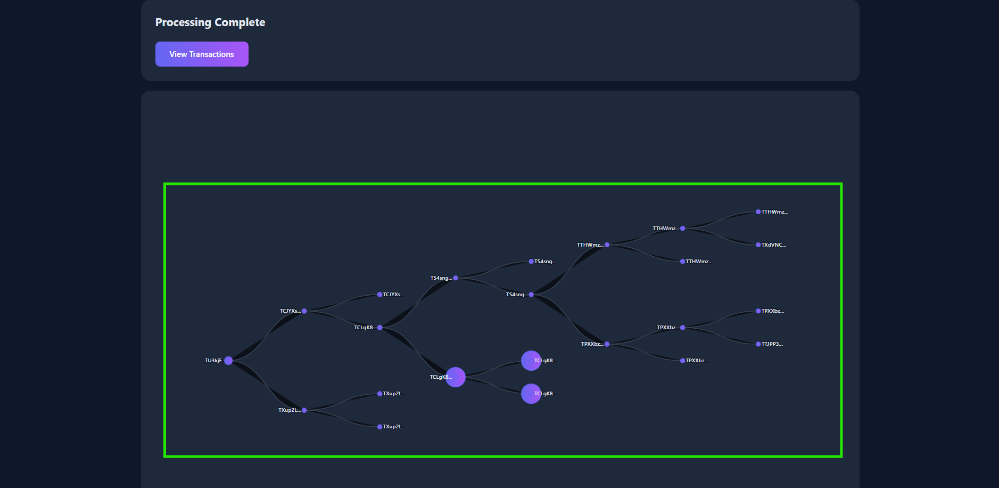 Processing Complete
View Transactions
TTHWmz...
TTHWmz...
TTHWmz...
TXdVNC...
TS4sng...
TTHWmz...
TS4sng...
TCJYXs...
TS4sng...
TCJYXs...
TPXXbz...
TCLgK8...
TPXXbz...
TPXXbz...
TTJPP3...
TU3kjF...
TCLgK8...
TPXXbz...
TCLgK8...
TXup2L...
TCLgK8...
TXup2L...
TXup2L...